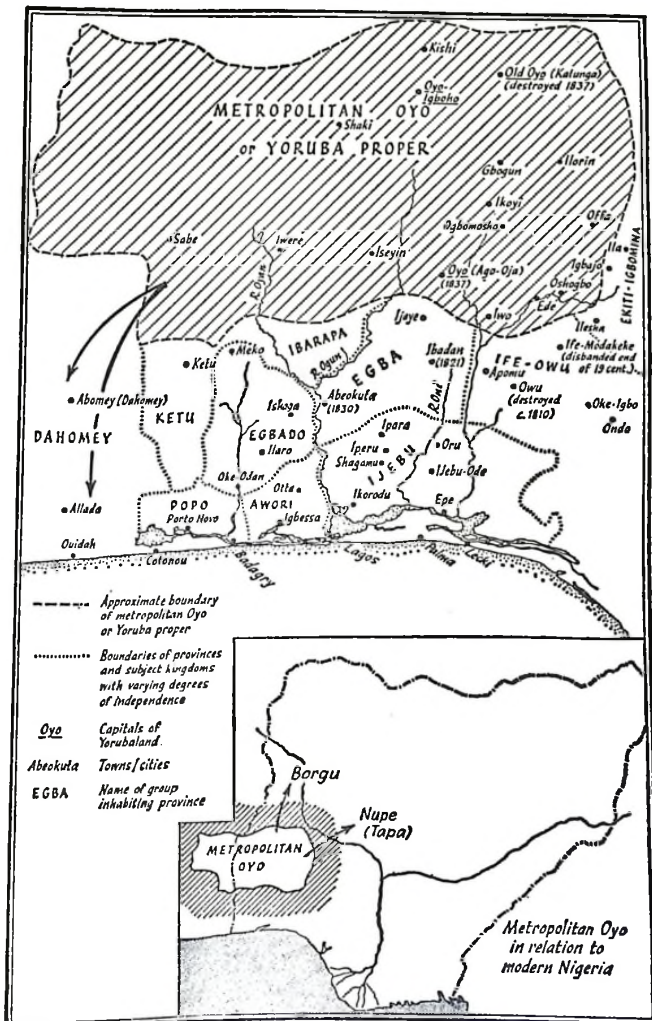 Kishi
Old Oyo (Katunga)
(destroyed 1837)
Oyo-
Igboho
METROPOLITAN OYO
Shaki
or YORUBA PROPER
Gbogun
Ilorin
Ikoyi
Ogbomosho
Offa
Sabe
Iwere
Iseyin
Ila
Igbajo
EKITI-IGBOMINA
R. Ojan
Oyo (Ago-Oja)
(1837)
Oshogbo
Ede
Iwo
Ilesha
Ijaye
IBARAPA
R. Ogun
Meko
Ketu
EGBA
Ibadan
(1821)
IFE-OWU
Ife-Modakeke
(disbanded end
of 19 cent.)
Apomu
Owu
(destroyed
c.1810)
Oke-Igbo
Onda
Abomey (Dahomey)
DAHOMEY
KETU
Ishaga
Abeokuta
(1830)
R. Oni
EGBADO
Ilaro
Ipara
Iperu
Shagamu
IJEBU
Oru
IJebu-Ode
Oke-Odan
Otta
Ikorodu
Epe
Allada
POPO
Porto Novo
AWORI
Igbessa
Ouidah
Cotonou
Badagry
Lagos
Palma
Lekki
Approximate boundary
of metropolitan Oyo
or Yoruba proper
Boundaries of provinces
and subject kingdoms
with varying degrees
of independence
Oyo Capitals of
Yorubaland
Abeokuta Towns/cities
EGBA Name of group
inhabiting province
Borgu
Nupe
(Tapa)
METROPOLITAN
OYO
Metropolitan Oyo
in relation to
modern Nigeria